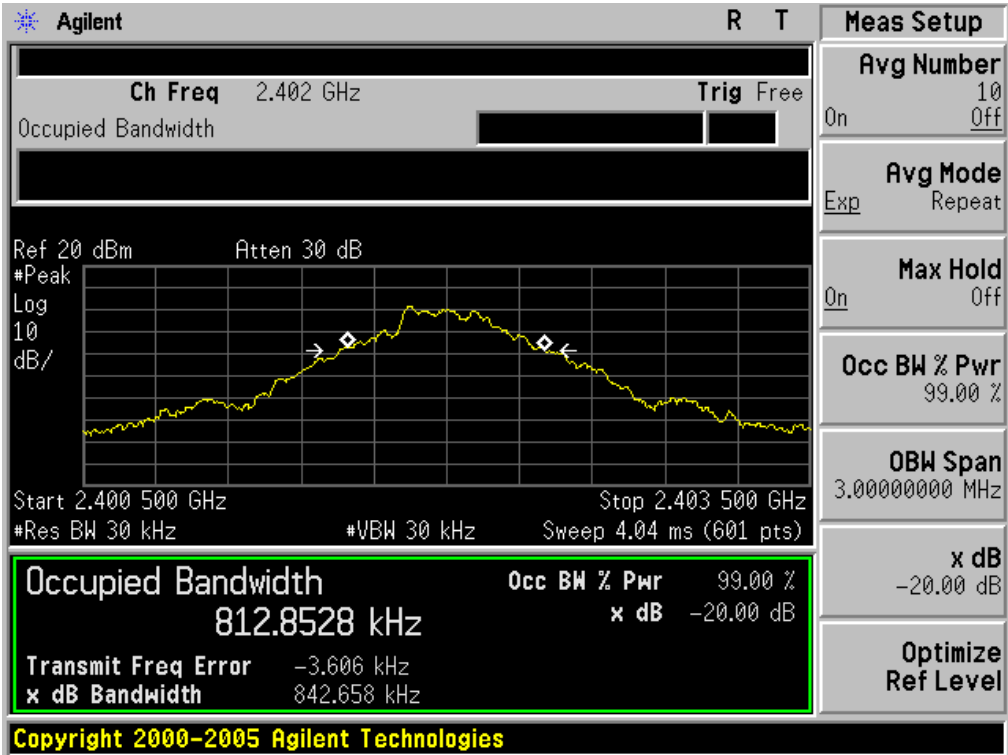 Agilent R T
Ch Freq 2.402 GHz Trig Free
Occupied Bandwidth
Ref 20 dBm Atten 30 dB
#Peak
Log
10
dB/
Start 2.400 500 GHz Stop 2.403 500 GHz
#Res BW 30 kHz #VBW 30 kHz Sweep 4.04 ms (601 pts)
Occupied Bandwidth Occ BW % Pwr 99.00 %
812.8528 kHz x dB -20.00 dB
Transmit Freq Error -3.606 kHz
x dB Bandwidth 842.658 kHz
Copyright 2000-2005 Agilent Technologies
Meas Setup
Avg Number
10
On Off
Avg Mode
Exp Repeat
Max Hold
On Off
Occ BW % Pwr
99.00 %
OBW Span
3.00000000 MHz
x dB
-20.00 dB
Optimize
Ref Level